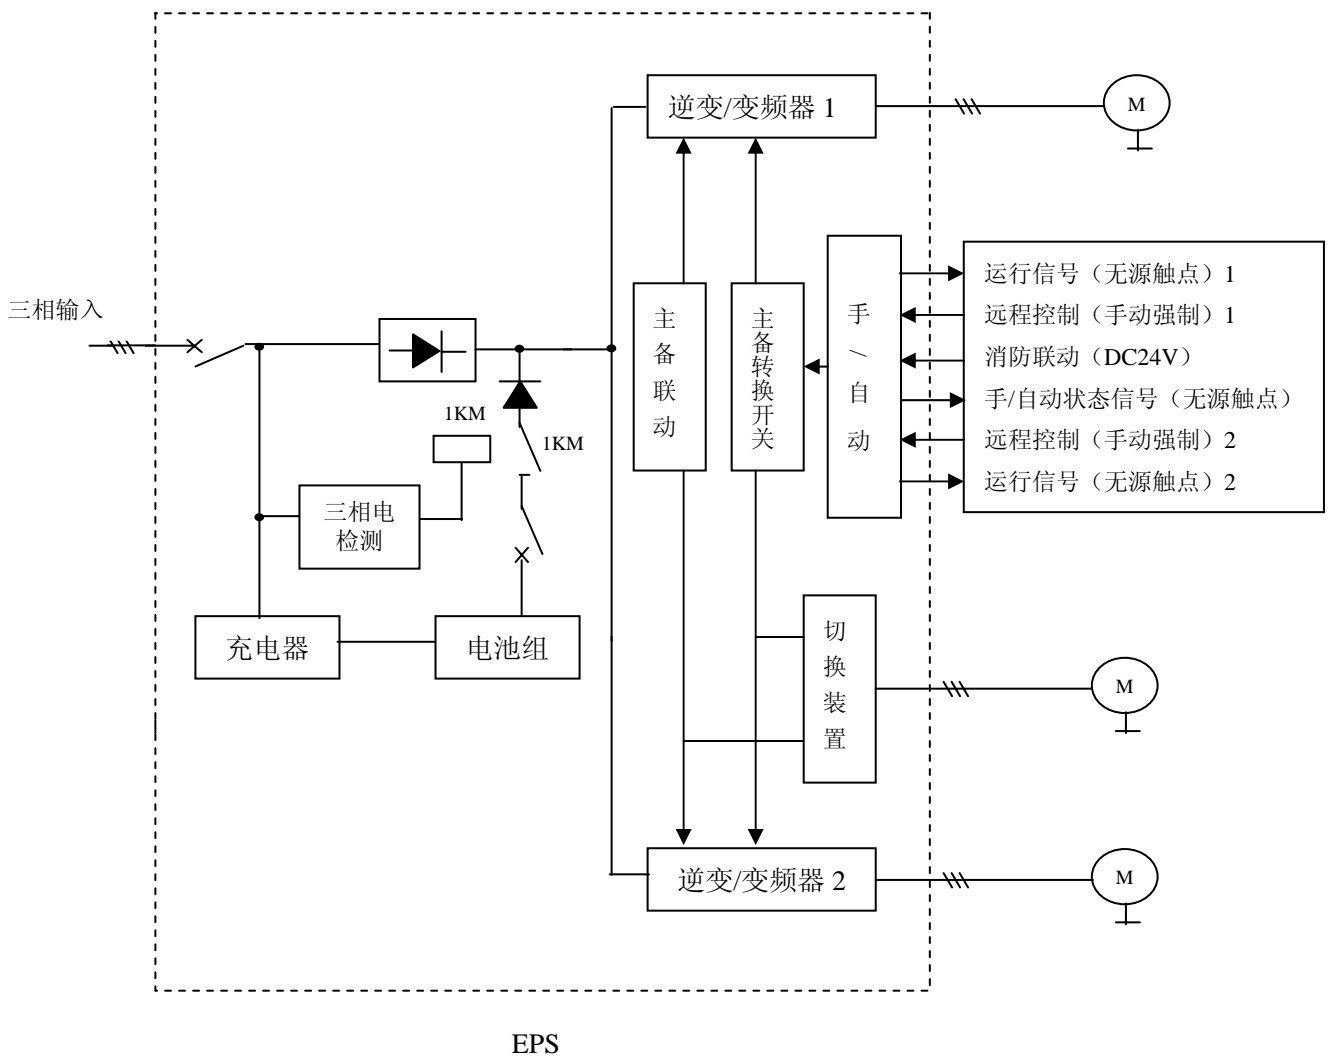 逆变/变频器 1
M
三相输入
主备联动
主备转换开关
手/自动
运行信号（无源触点）1
远程控制（手动强制）1
消防联动（DC24V）
手/自动状态信号（无源触点）
远程控制（手动强制）2
运行信号（无源触点）2
1KM
1KM
三相电
检测
充电器
电池组
切换装置
M
逆变/变频器 2
M
EPS